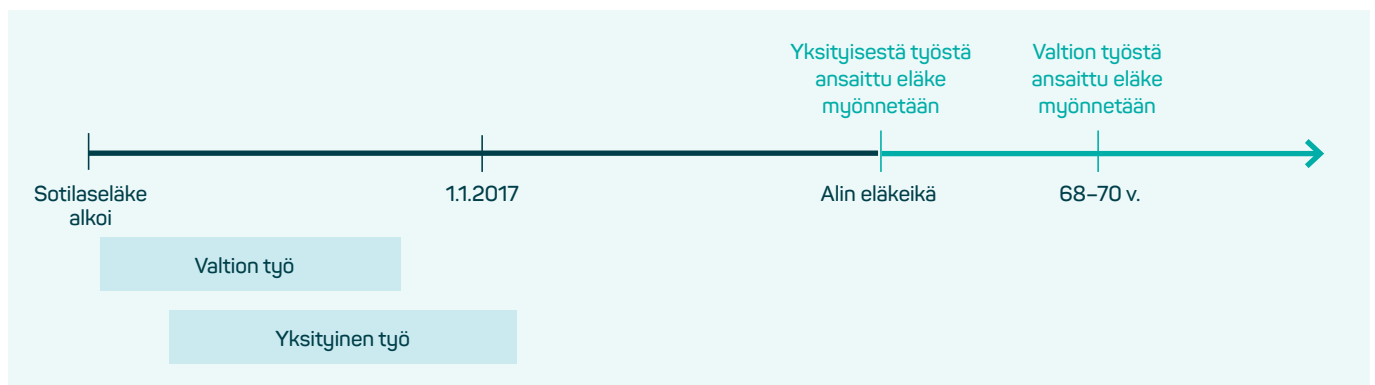 Yksityisestä työstä
ansaittu eläke
myönnetään
Valtion työstä
ansaittu eläke
myönnetään
Sotilaseläke
alkoi
1.1.2017
Alin eläkeikä
68–70 v.
Valtion työ
Yksityinen työ